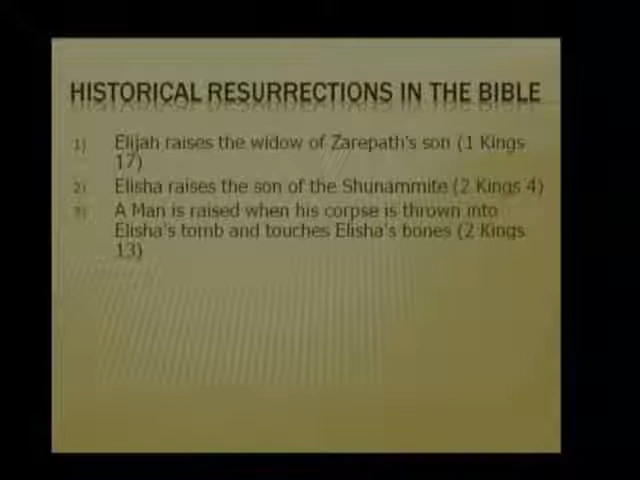 HISTORICAL RESURRECTIONS IN THE BIBLE
1) Elijah raises the widow of Zarepath's son (1 Kings
17)
2) Elisha raises the son of the Shunammite (2 Kings 4)
3) A Man is raised when his corpse is thrown into
Elisha's tomb and touches Elisha's bones (2 Kings
13)